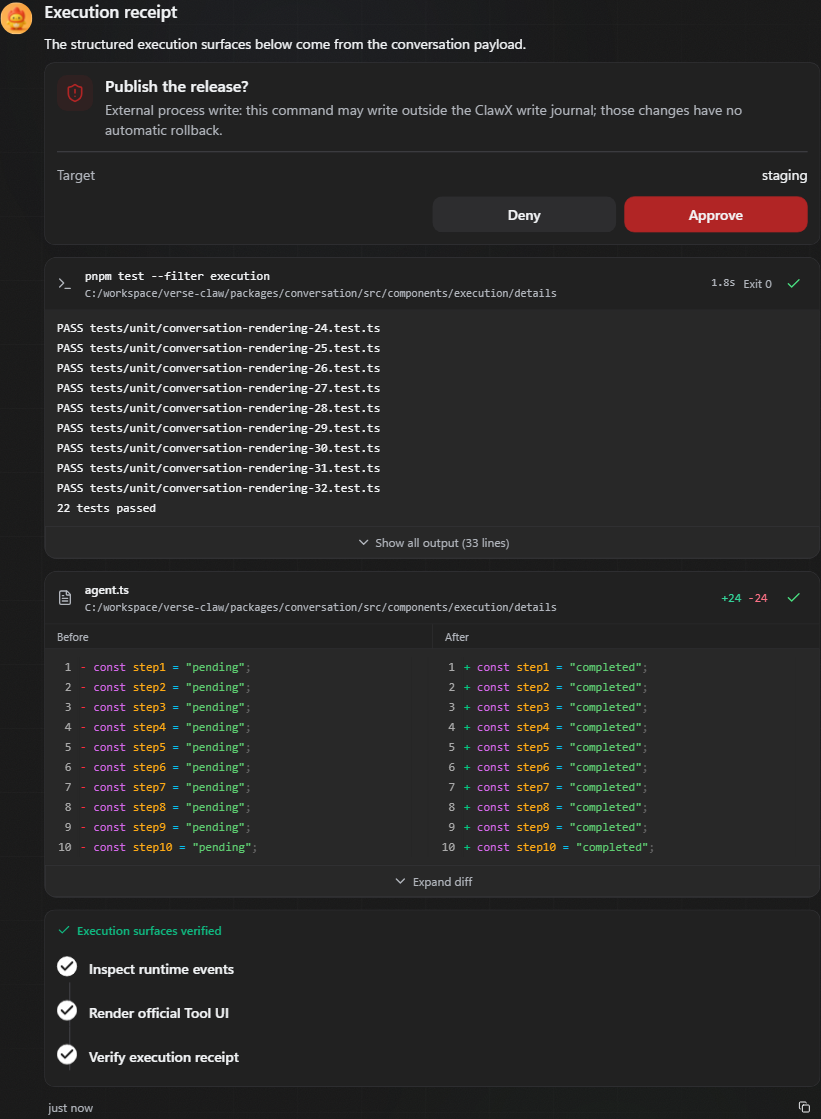 Execution receipt
The structured execution surfaces below come from the conversation payload.
Publish the release?
External process write: this command may write outside the ClawX write journal; those changes have no
automatic rollback.
Target staging
Deny Approve
pnpm test --filter execution
1.8s Exit 0
C:/workspace/verse-claw/packages/conversation/src/components/execution/details
PASS tests/unit/conversation-rendering-24.test.ts
PASS tests/unit/conversation-rendering-25.test.ts
PASS tests/unit/conversation-rendering-26.test.ts
PASS tests/unit/conversation-rendering-27.test.ts
PASS tests/unit/conversation-rendering-28.test.ts
PASS tests/unit/conversation-rendering-29.test.ts
PASS tests/unit/conversation-rendering-30.test.ts
PASS tests/unit/conversation-rendering-31.test.ts
PASS tests/unit/conversation-rendering-32.test.ts
22 tests passed
Show all output (33 lines)
agent.ts
+24 -24
C:/workspace/verse-claw/packages/conversation/src/components/execution/details
Before
1 - const step1 = "pending";
2 - const step2 = "pending";
3 - const step3 = "pending";
4 - const step4 = "pending";
5 - const step5 = "pending";
6 - const step6 = "pending";
7 - const step7 = "pending";
8 - const step8 = "pending";
9 - const step9 = "pending";
10 - const step10 = "pending";
After
1 + const step1 = "completed";
2 + const step2 = "completed";
3 + const step3 = "completed";
4 + const step4 = "completed";
5 + const step5 = "completed";
6 + const step6 = "completed";
7 + const step7 = "completed";
8 + const step8 = "completed";
9 + const step9 = "completed";
10 + const step10 = "completed";
Expand diff
Execution surfaces verified
Inspect runtime events
Render official Tool UI
Verify execution receipt
just now